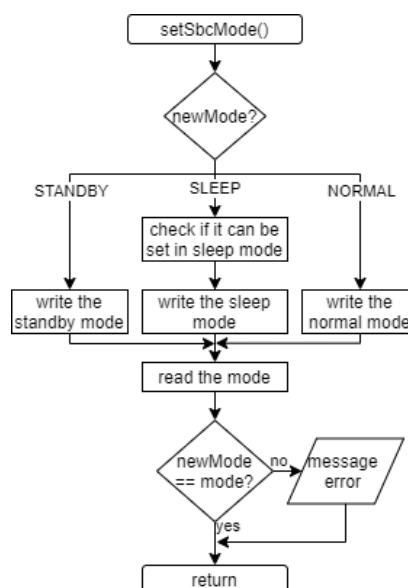 setSbcMode()
newMode?
STANDBY
SLEEP
NORMAL
check if it can be
set in sleep mode
write the
standby mode
write the sleep
mode
write the
normal mode
read the mode
newMode
== mode?
no
message
error
yes
return